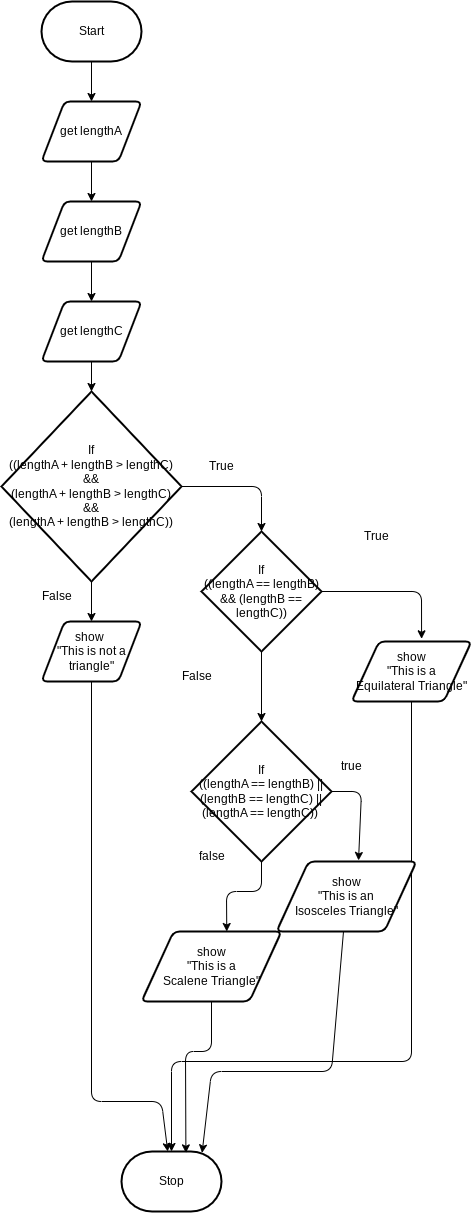 Start
get lengthA
get lengthB
get lengthC
If
((lengthA + lengthB > lengthC)
&&
(lengthA + lengthB > lengthC)
&&
(lengthA + lengthB > lengthC))
True
False
show
"This is not a
triangle"
If
((lengthA == lengthB)
&& (lengthB ==
lengthC))
True
False
show
"This is a
Equilateral Triangle"
If
((lengthA == lengthB) ||
(lengthB == lengthC) ||
(lengthA == lengthC))
true
false
show
"This is an
Isosceles Triangle"
show
"This is a
Scalene Triangle"
Stop